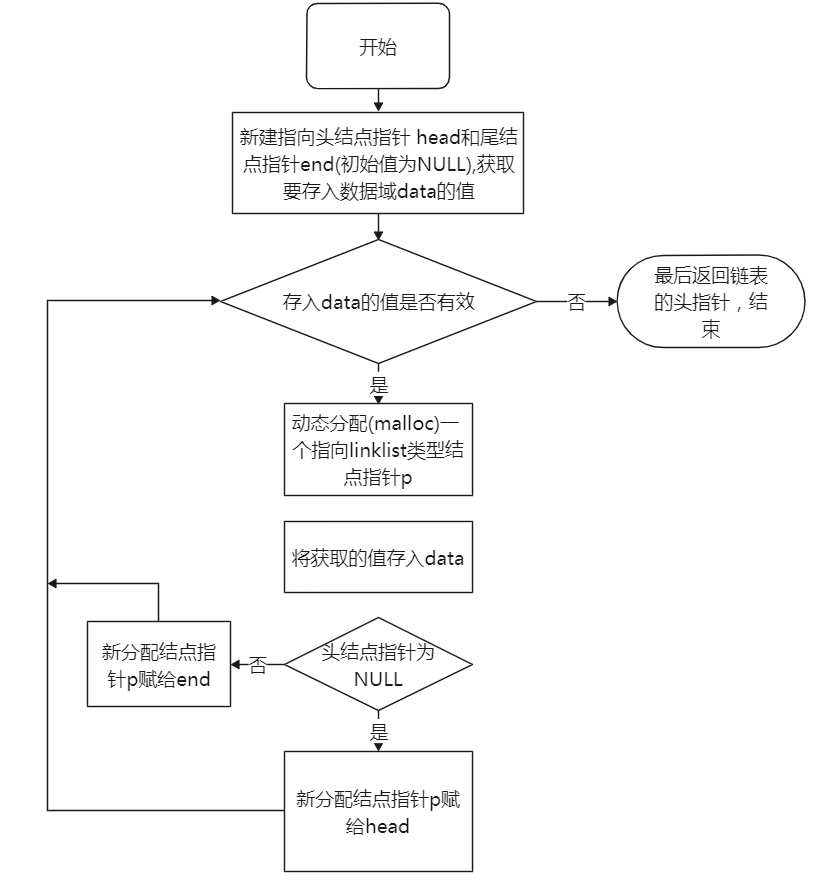 开始
新建指向头结点指针 head和尾结
点指针end(初始值为NULL),获取
要存入数据域data的值
存入data的值是否有效
否
最后返回链表
的头指针，结
束
是
动态分配(malloc)一
个指向linklist类型结
点指针p
将获取的值存入data
头结点指针为
NULL
否
新分配结点指
针p赋给end
是
新分配结点指针p赋
给head